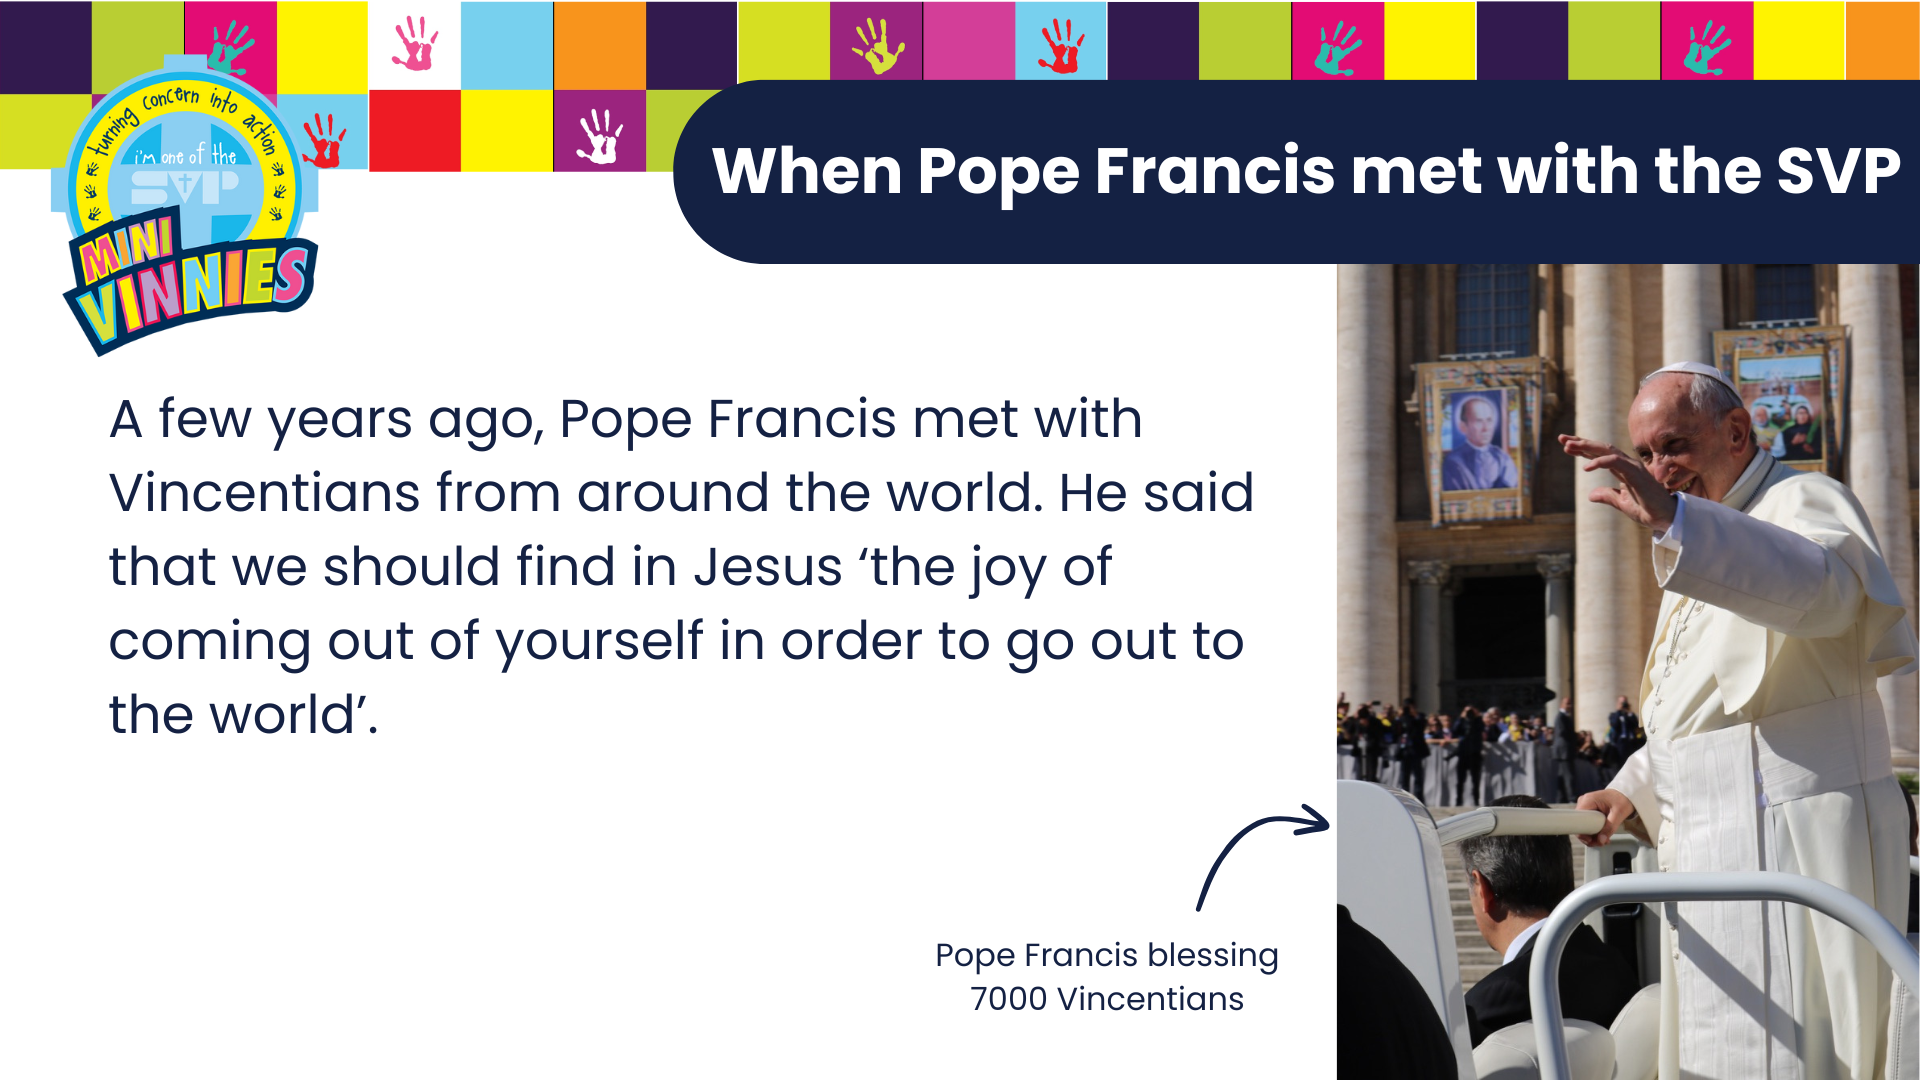 turning concern into action
i'm one of the
SVP
MINI
VINNIES
When Pope Francis met with the SVP
A few years ago, Pope Francis met with
Vincentians from around the world. He said
that we should find in Jesus ‘the joy of
coming out of yourself in order to go out to
the world’.
Pope Francis blessing
7000 Vincentians